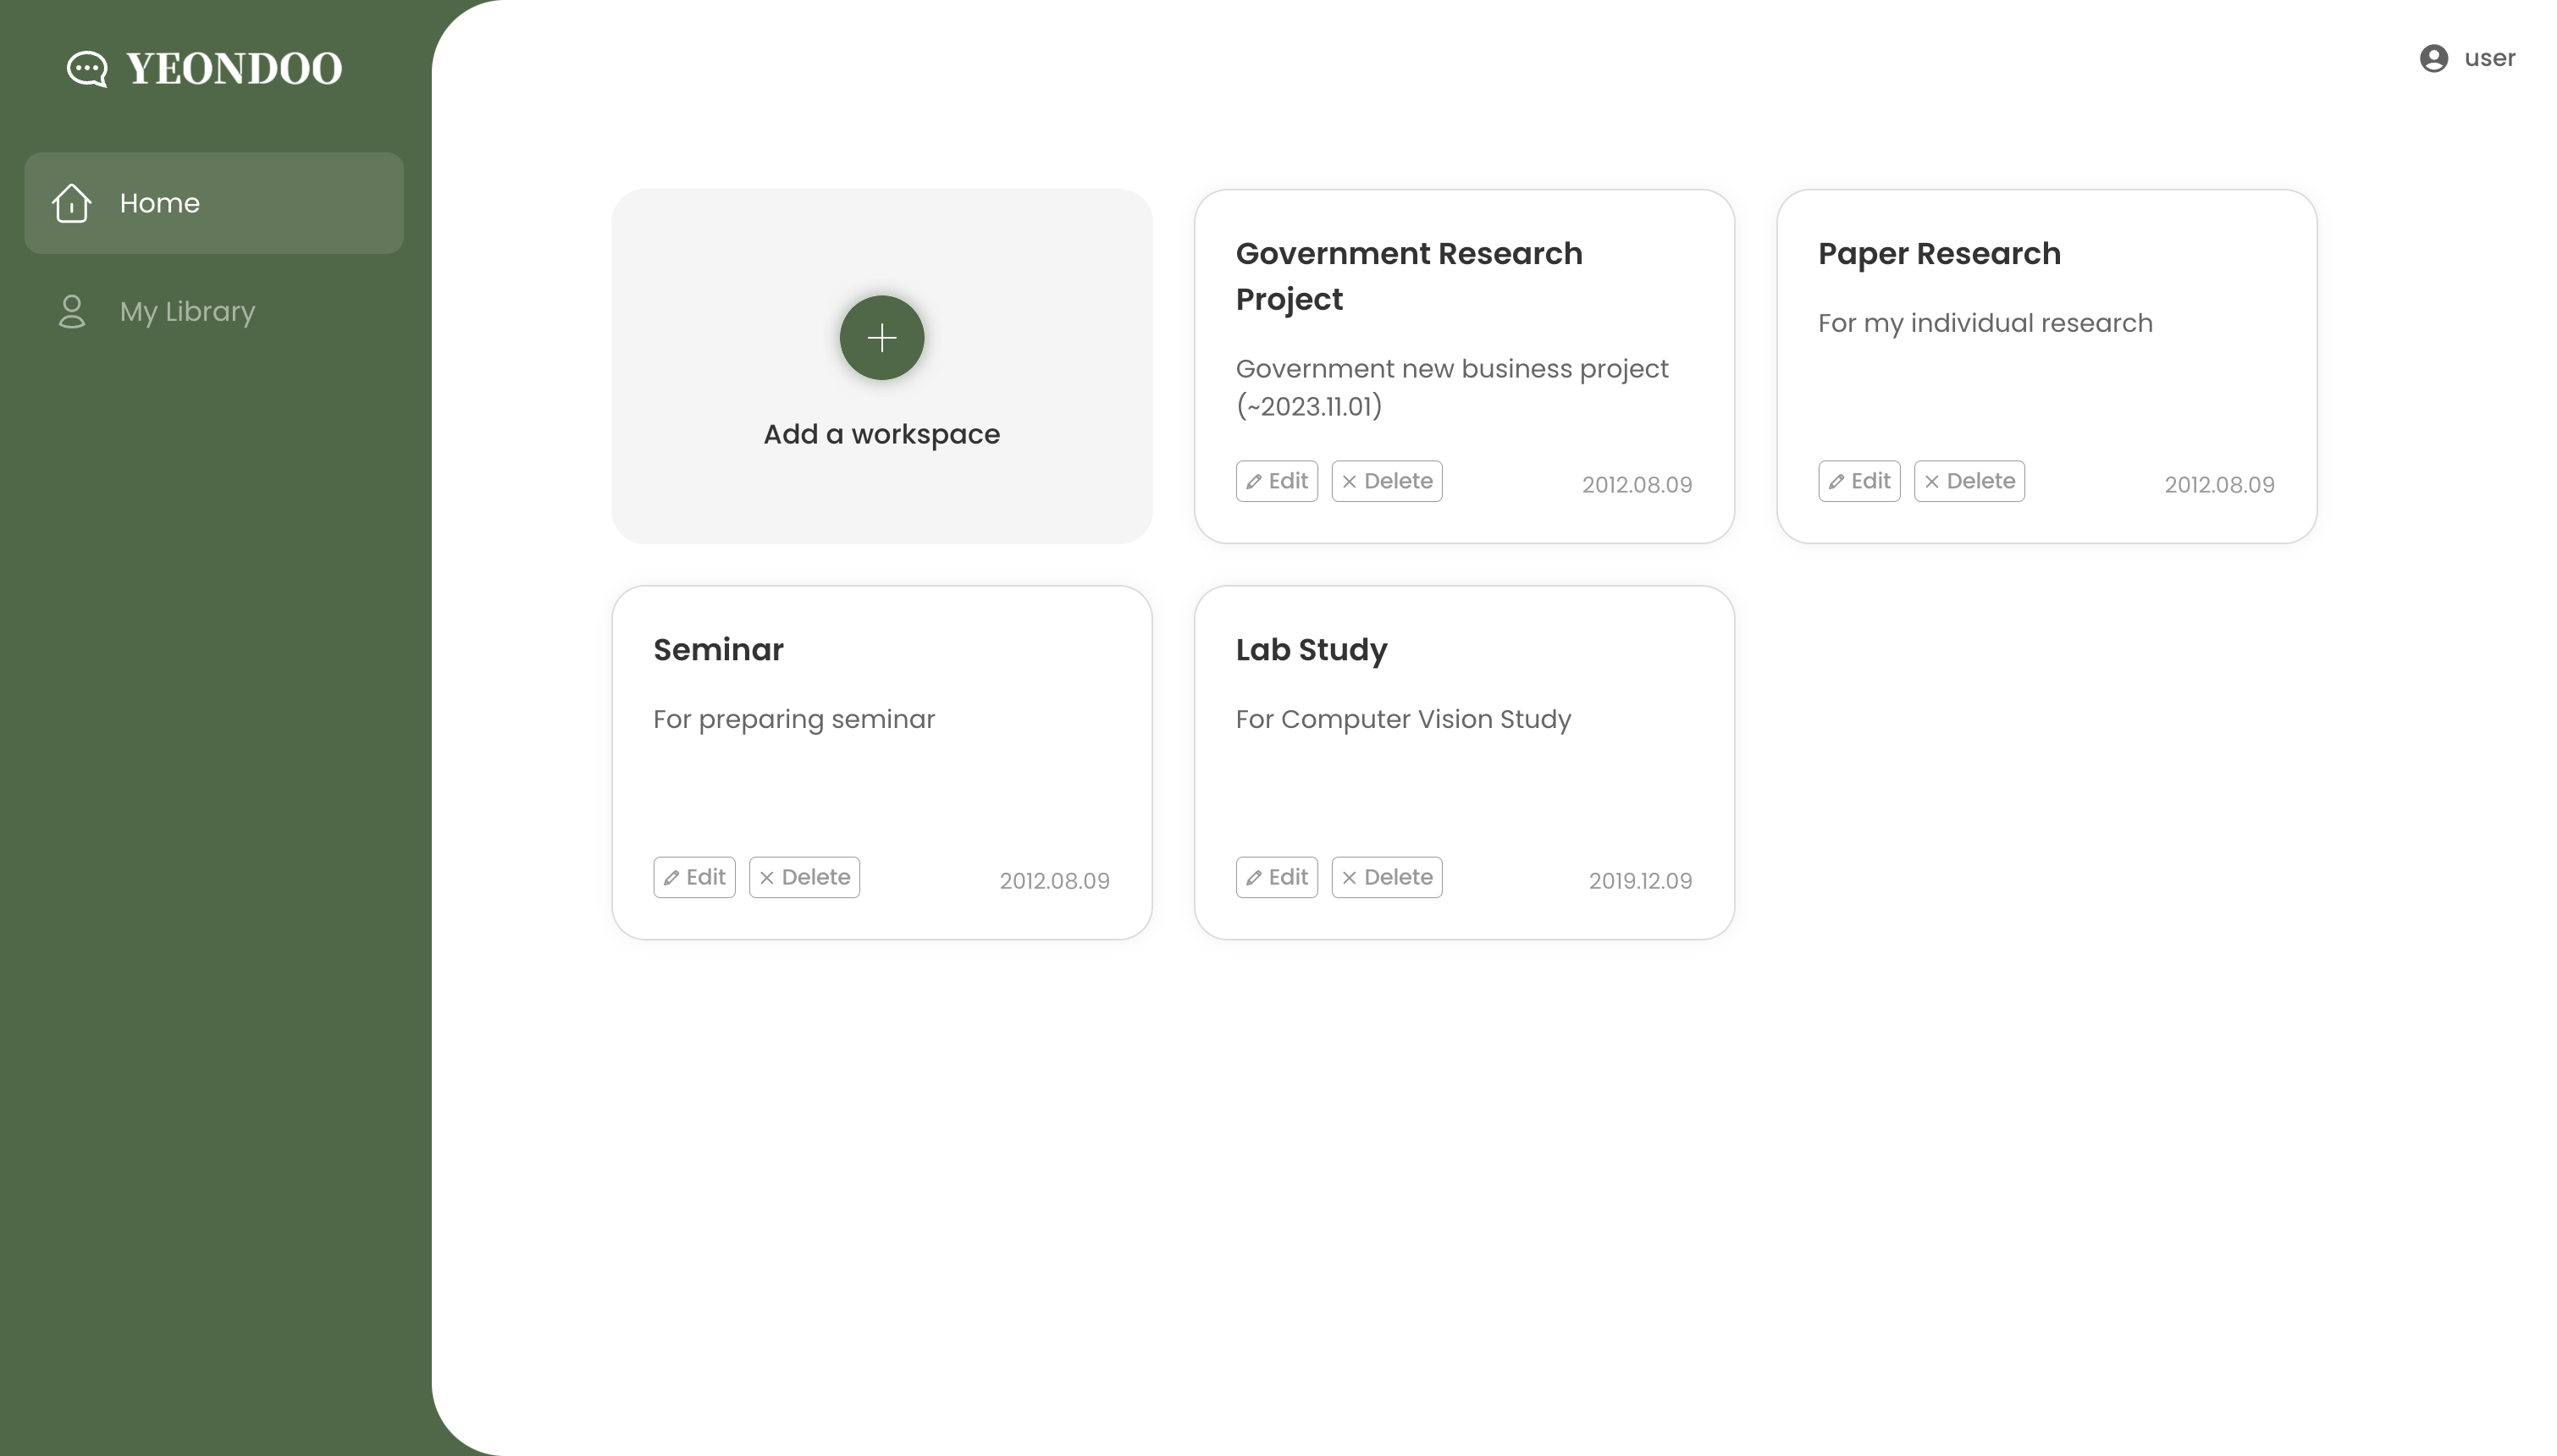 YEONDOO
user
Home
My Library
Add a workspace
Government Research
Project
Government new business project
(~2023.11.01)
Edit
Delete
2012.08.09
Paper Research
For my individual research
Edit
Delete
2012.08.09
Seminar
For preparing seminar
Edit
Delete
2012.08.09
Lab Study
For Computer Vision Study
Edit
Delete
2019.12.09